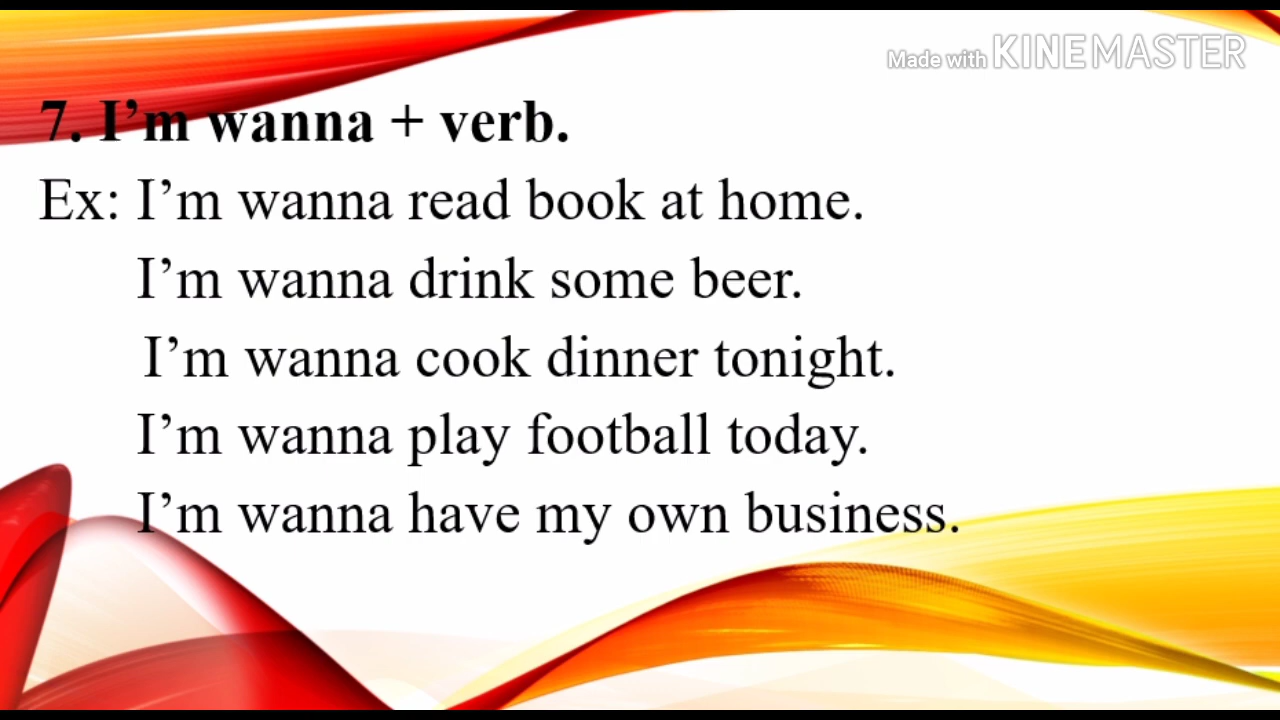 Made with KINEMASTER
7. I’m wanna + verb.
Ex: I’m wanna read book at home.
I’m wanna drink some beer.
I’m wanna cook dinner tonight.
I’m wanna play football today.
I’m wanna have my own business.